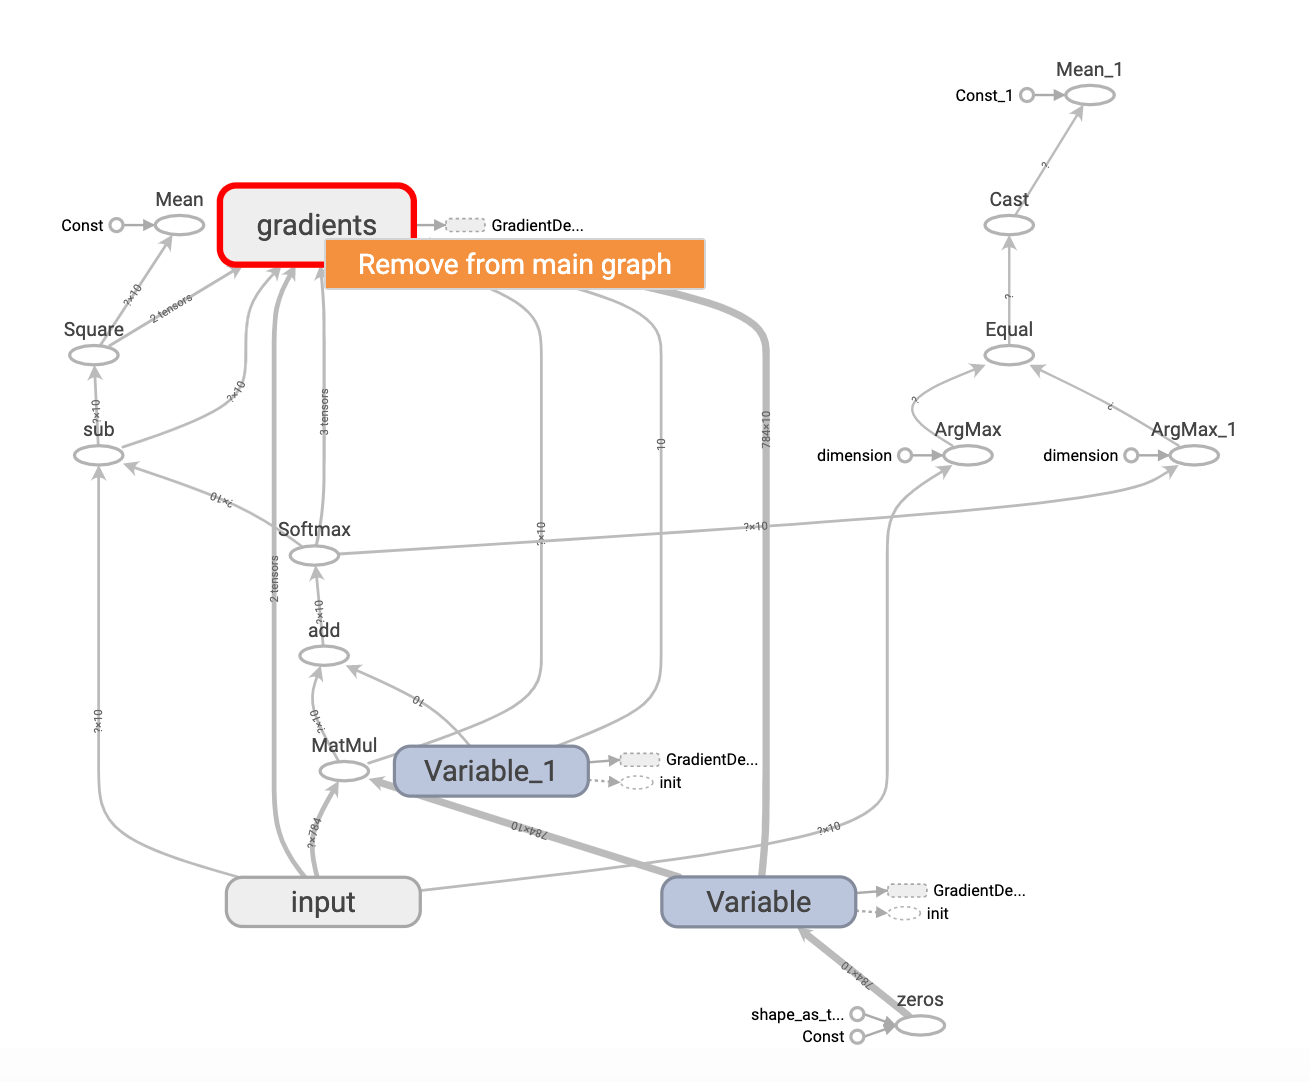 Mean_1
Const_1
?
Cast
Mean
Const
gradients
GradientDe...
Remove from main graph
?×10
2 tensors
?
Square
Equal
?×10
?×10
3 tensors
10
784×10
?
?
sub
ArgMax
ArgMax_1
dimension
dimension
?×10
Softmax
?×10
?×10
2 tensors
?×10
add
?×10
?×10
10
MatMul
Variable_1
GradientDe...
init
?×784
784×10
?×10
input
Variable
GradientDe...
init
784×10
zeros
shape_as_t...
Const